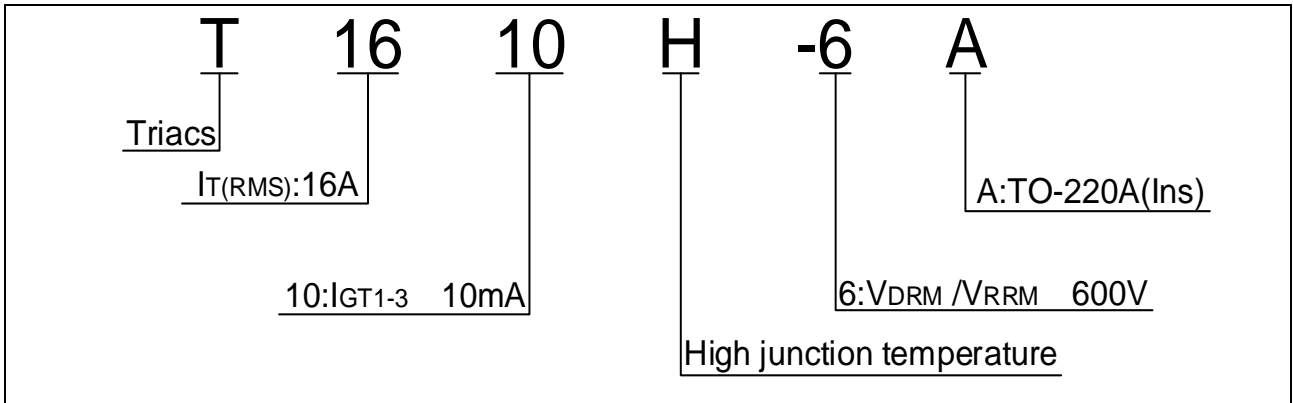 T 16 10 H -6 A
Triacs
IT(RMS):16A
A:TO-220A(Ins)
10:IGT1-3 10mA
6:VDRM /VRRM 600V
High junction temperature